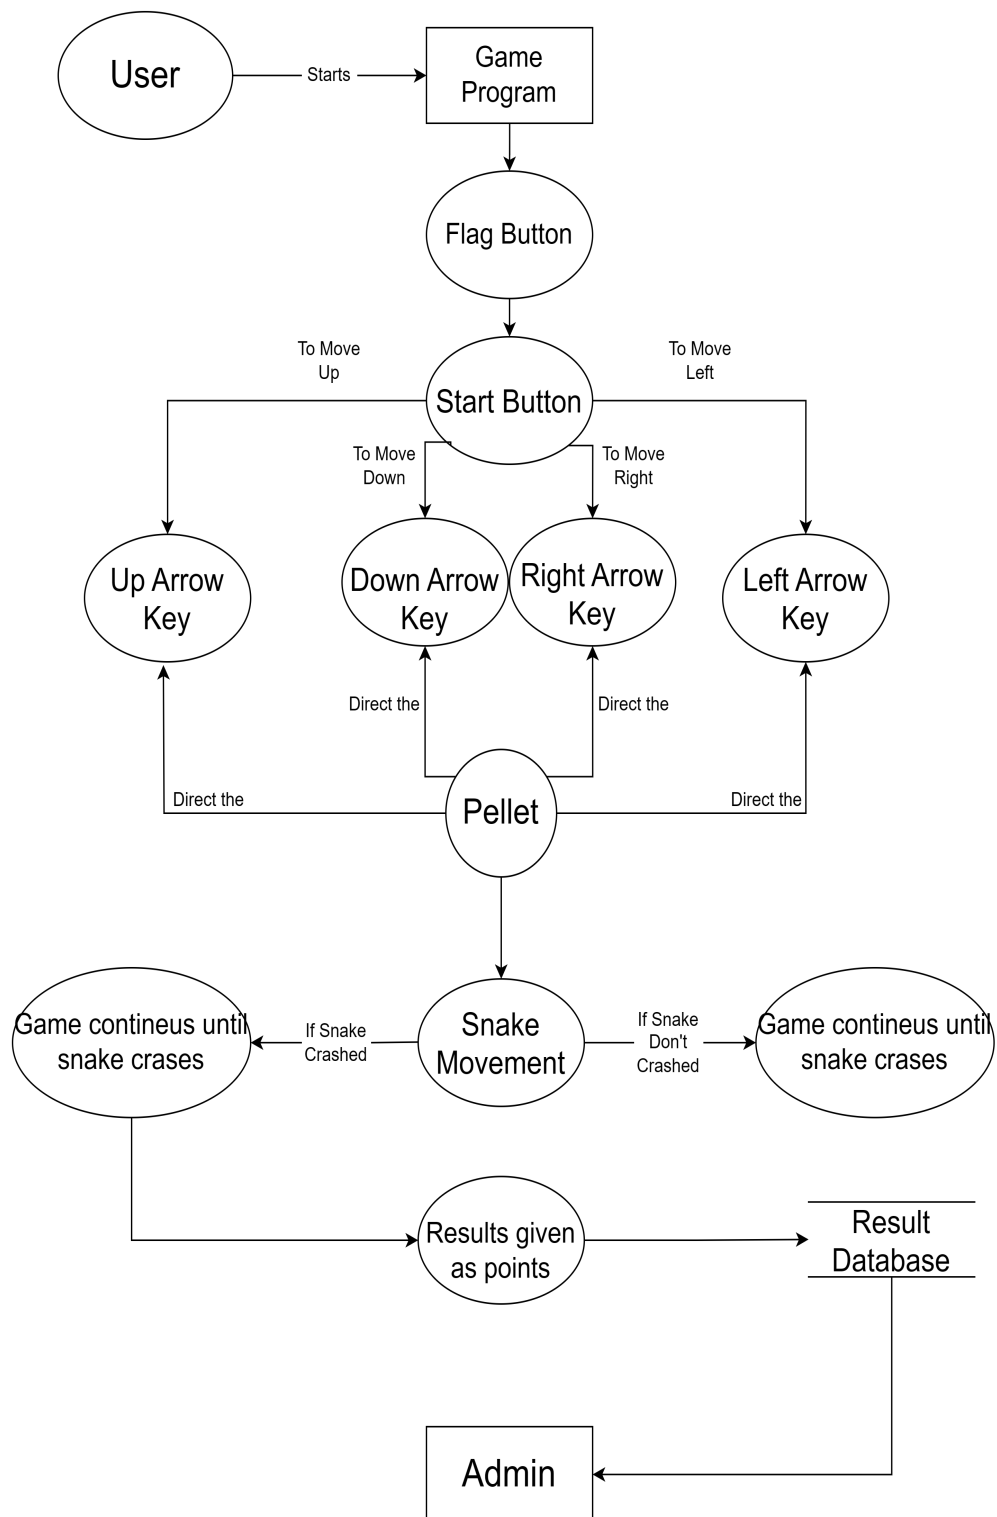 User
Starts
Game
Program
Flag Button
To Move
Up
To Move
Left
Start Button
To Move
Down
To Move
Right
Up Arrow
Key
Down Arrow
Key
Right Arrow
Key
Left Arrow
Key
Direct the
Direct the
Direct the
Direct the
Pellet
Game contineus until
snake crases
If Snake
Crashed
Snake
Movement
If Snake
Don't
Crashed
Game contineus until
snake crases
Results given
as points
Result
Database
Admin